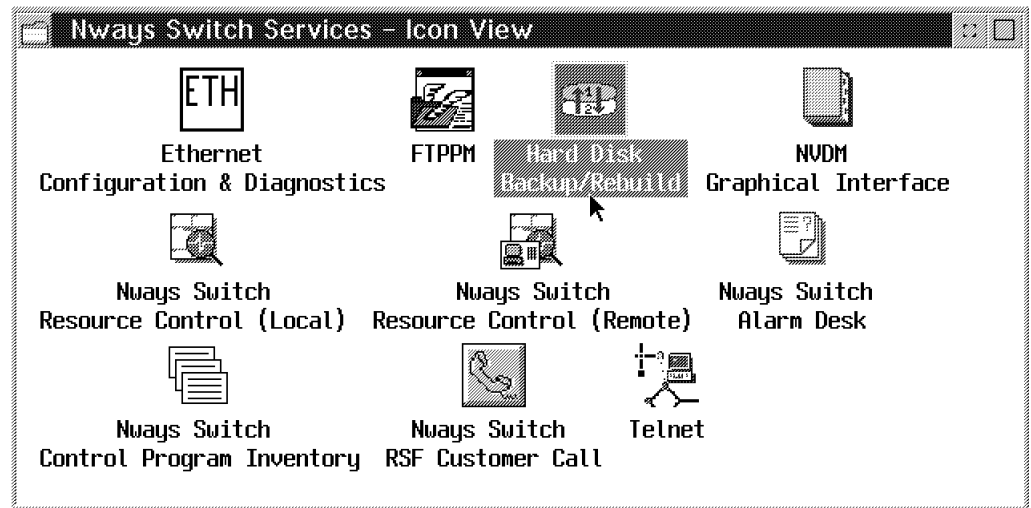 Nways Switch Services – Icon View
ETH
1
2
?
Ethernet
Configuration & Diagnostics
FTPPM
Hard Disk
Backup/Rebuild
NVDM
Graphical Interface
Nways Switch
Resource Control (Local)
Nways Switch
Resource Control (Remote)
Nways Switch
Alarm Desk
Nways Switch
Control Program Inventory
Nways Switch
RSF Customer Call
Telnet